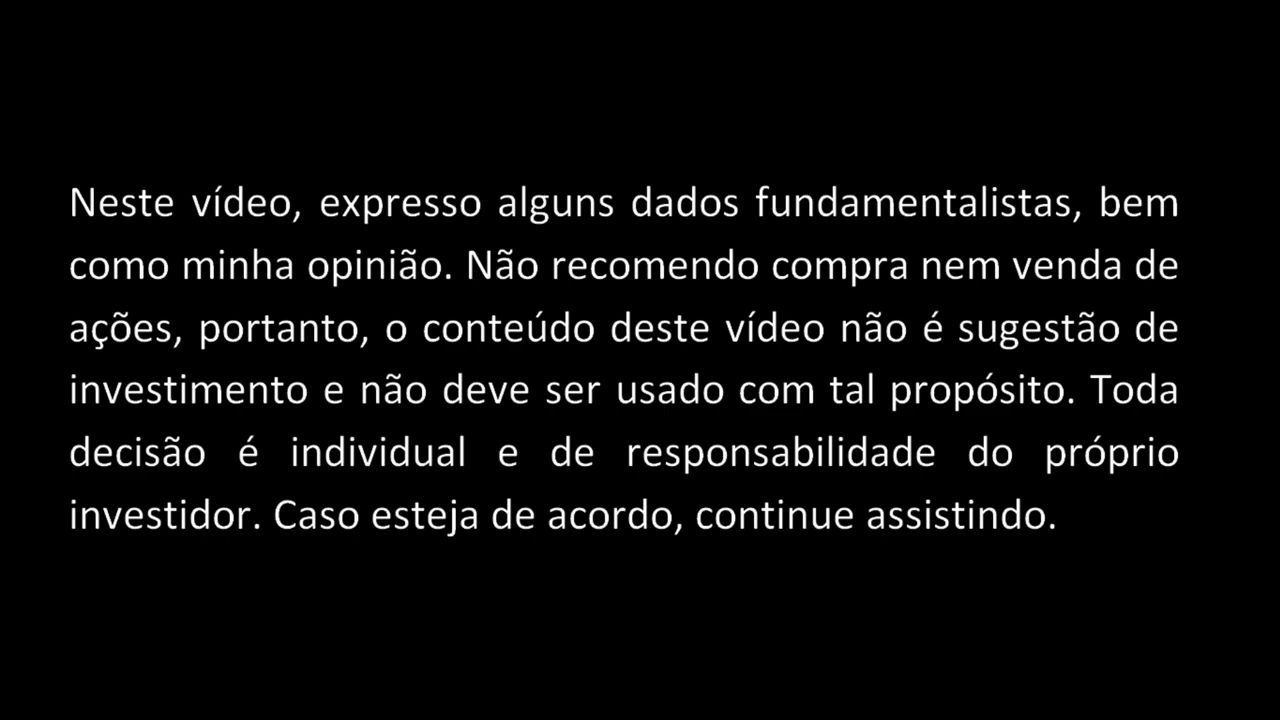 Neste vídeo, expresso alguns dados fundamentalistas, bem
como minha opinião. Não recomendo compra nem venda de
ações, portanto, o conteúdo deste vídeo não é sugestão de
investimento e não deve ser usado com tal propósito. Toda
decisão é individual e de responsabilidade do próprio
investidor. Caso esteja de acordo, continue assistindo.